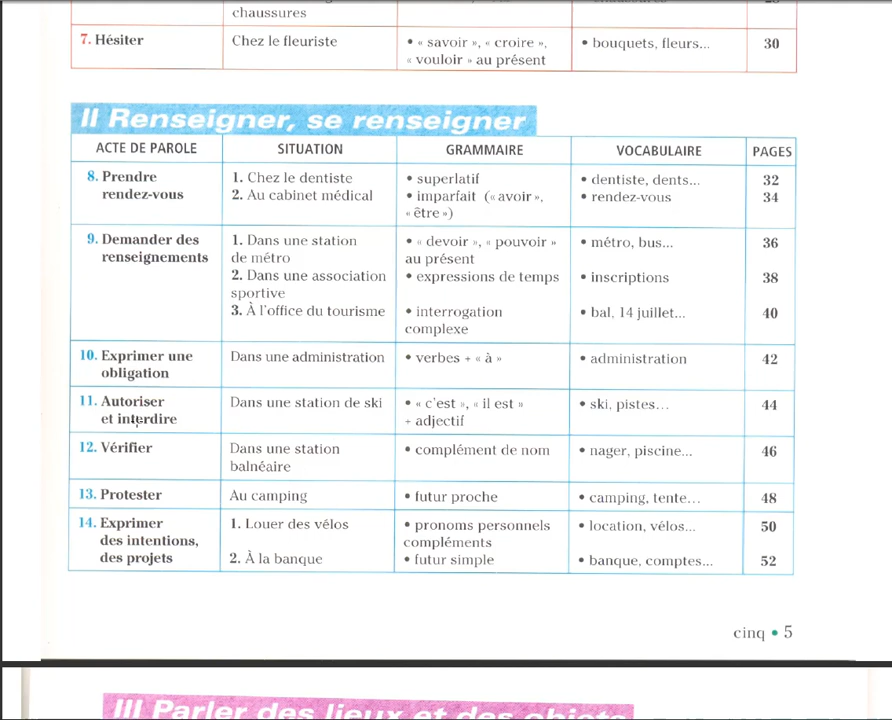 chaussures
7. Hésiter Chez le fleuriste • « savoir », « croire », • bouquets, fleurs... 30
« vouloir » au présent
II Renseigner, se renseigner
ACTE DE PAROLE SITUATION GRAMMAIRE VOCABULAIRE PAGES
8. Prendre 1. Chez le dentiste • superlatif • dentiste, dents... 32
rendez-vous 2. Au cabinet médical • imparfait (« avoir », • rendez-vous 34
« être »)
9. Demander des 1. Dans une station • « devoir », « pouvoir » • métro, bus... 36
renseignements de métro au présent
2. Dans une association • expressions de temps • inscriptions 38
sportive
3. À l'office du tourisme • interrogation • bal, 14 juillet... 40
complexe
10. Exprimer une Dans une administration • verbes + « à » • administration 42
obligation
11. Autoriser Dans une station de ski • « c'est », « il est » • ski, pistes... 44
et interdire + adjectif
12. Vérifier Dans une station • complément de nom • nager, piscine... 46
balnéaire
13. Protester Au camping • futur proche • camping, tente... 48
14. Exprimer 1. Louer des vélos • pronoms personnels • location, vélos... 50
des intentions, compléments
des projets 2. À la banque • futur simple • banque, comptes... 52
cinq • 5
III Parler des lieux et des objets